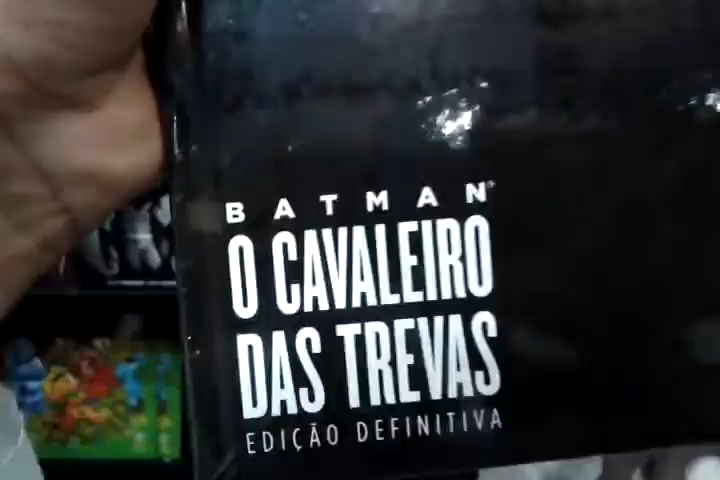 BATMAN
O CAVALEIRO
DAS TREVAS
EDIÇÃO DEFINITIVA